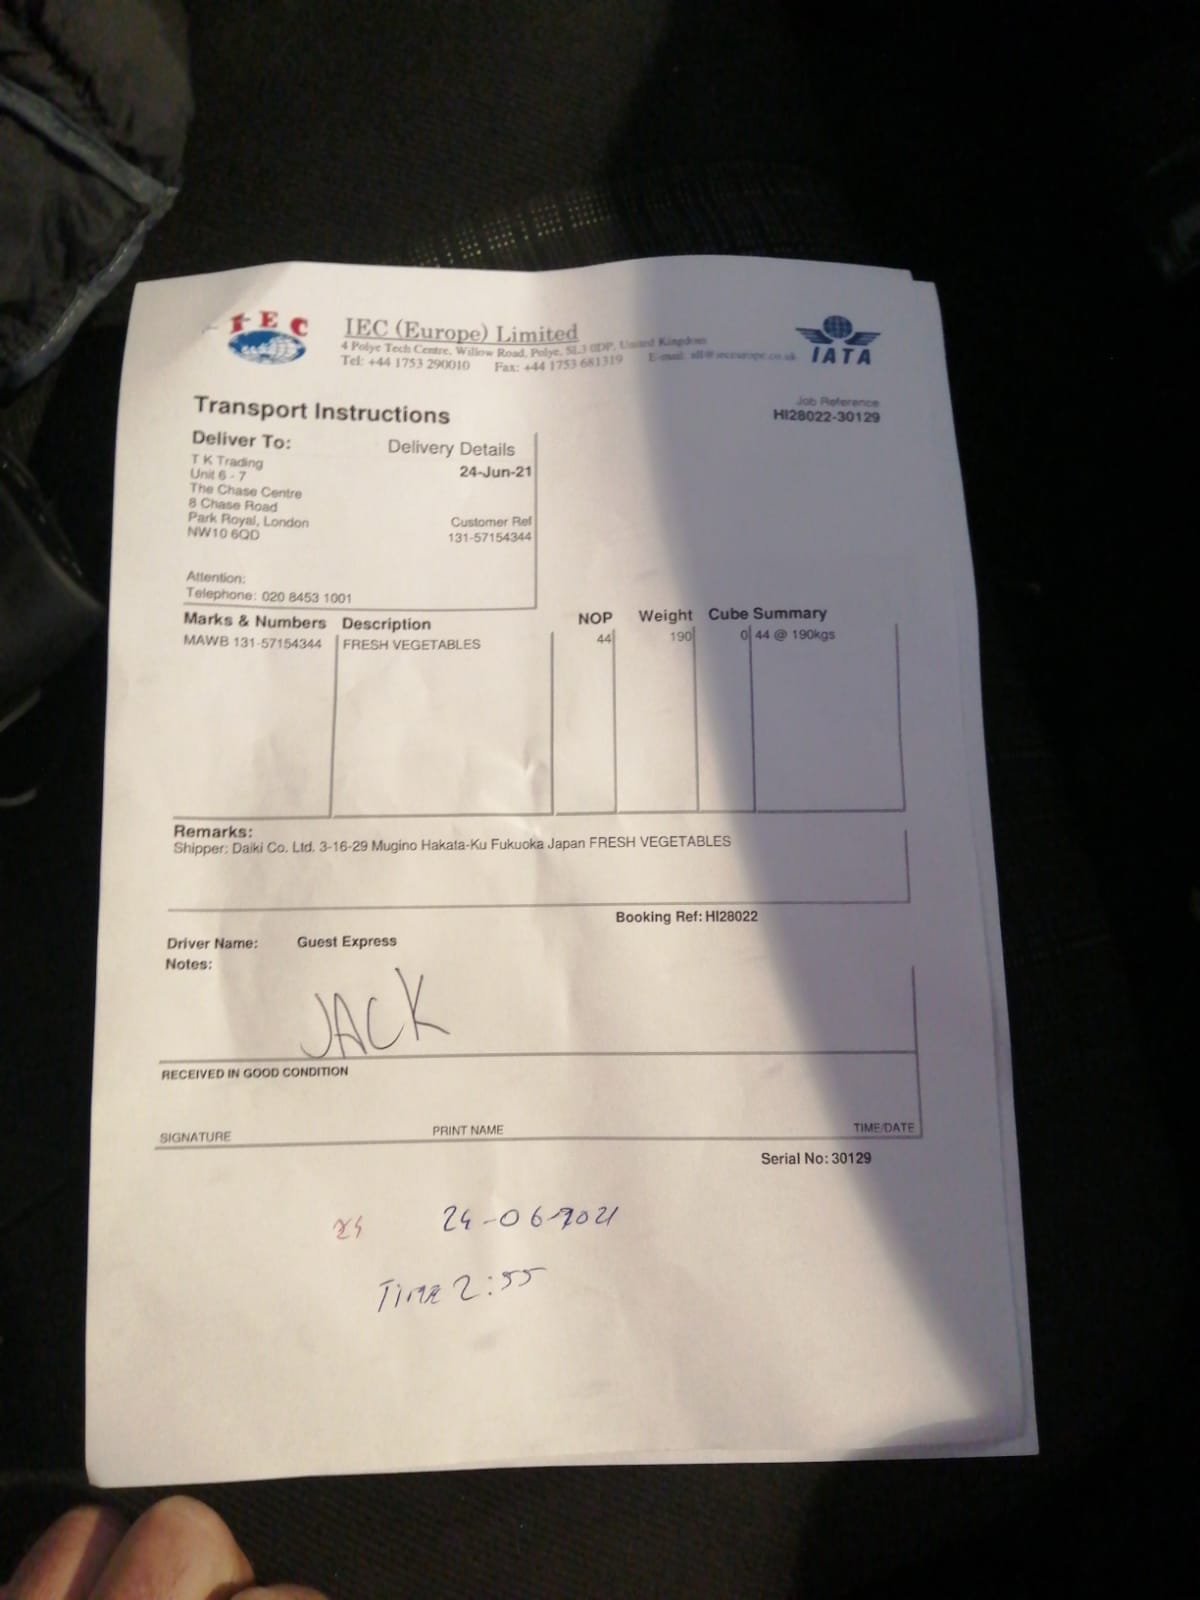 IEC
IEC (Europe) Limited
4 Polye Tech Centre, Willow Road, Polye, SL3 0DP, United Kingdom
Tel: +44 1753 290010 Fax: +44 1753 681319 E-mail:
IATA
Transport Instructions
Job Reference
HI28022-30129
Deliver To:
Delivery Details
T K Trading
24-Jun-21
Unit 6 - 7
The Chase Centre
8 Chase Road
Park Royal, London
Customer Ref
NW10 6QD
131-57154344
Attention:
Telephone: 020 8453 1001
Marks & Numbers Description NOP Weight Cube Summary
MAWB 131-57154344 FRESH VEGETABLES 44 190 0 44 @ 190kgs
Remarks:
Shipper: Daiki Co. Ltd. 3-16-29 Mugino Hakata-Ku Fukuoka Japan FRESH VEGETABLES
Booking Ref: HI28022
Driver Name: Guest Express
Notes:
JACK
RECEIVED IN GOOD CONDITION
SIGNATURE PRINT NAME TIME/DATE
Serial No: 30129
24-06-2021
Time 2:55